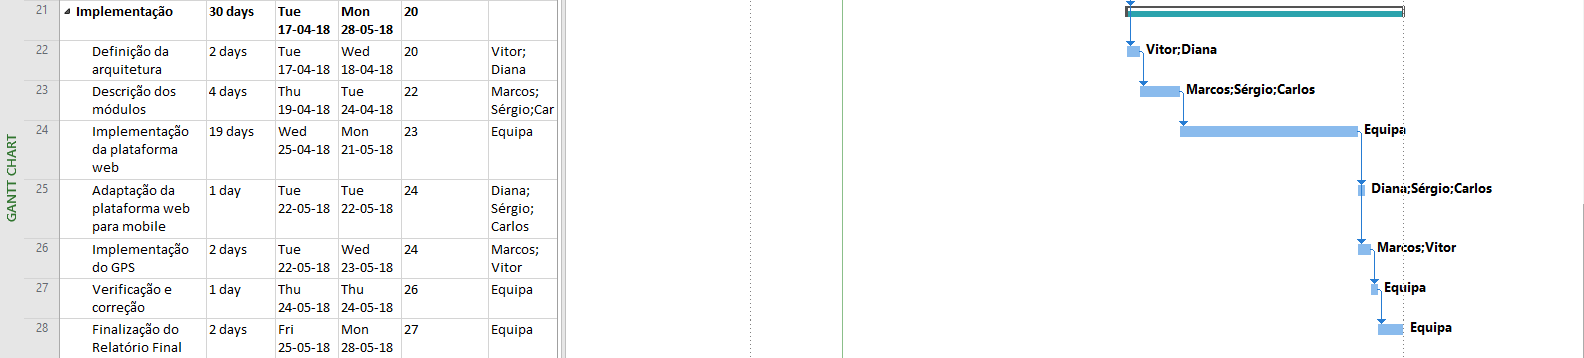 GANTT CHART
21 Implementação 30 days Tue Mon 20
17-04-18 28-05-18
22 Definição da 2 days Tue Wed 20 Vitor;
arquitetura 17-04-18 18-04-18 Diana
Vitor;Diana
23 Descrição dos 4 days Thu Tue 22 Marcos;
módulos 19-04-18 24-04-18 Sérgio;Car
Marcos;Sérgio;Carlos
24 Implementação 19 days Wed Mon 23 Equipa
da plataforma 25-04-18 21-05-18
web
Equipa
25 Adaptação da 1 day Tue Tue 24 Diana;
plataforma web 22-05-18 22-05-18 Sérgio;
para mobile Carlos
Diana;Sérgio;Carlos
26 Implementação 2 days Tue Wed 24 Marcos;
do GPS 22-05-18 23-05-18 Vitor
Marcos;Vitor
27 Verificação e 1 day Thu Thu 26 Equipa
correção 24-05-18 24-05-18
Equipa
28 Finalização do 2 days Fri Mon 27 Equipa
Relatório Final 25-05-18 28-05-18
Equipa